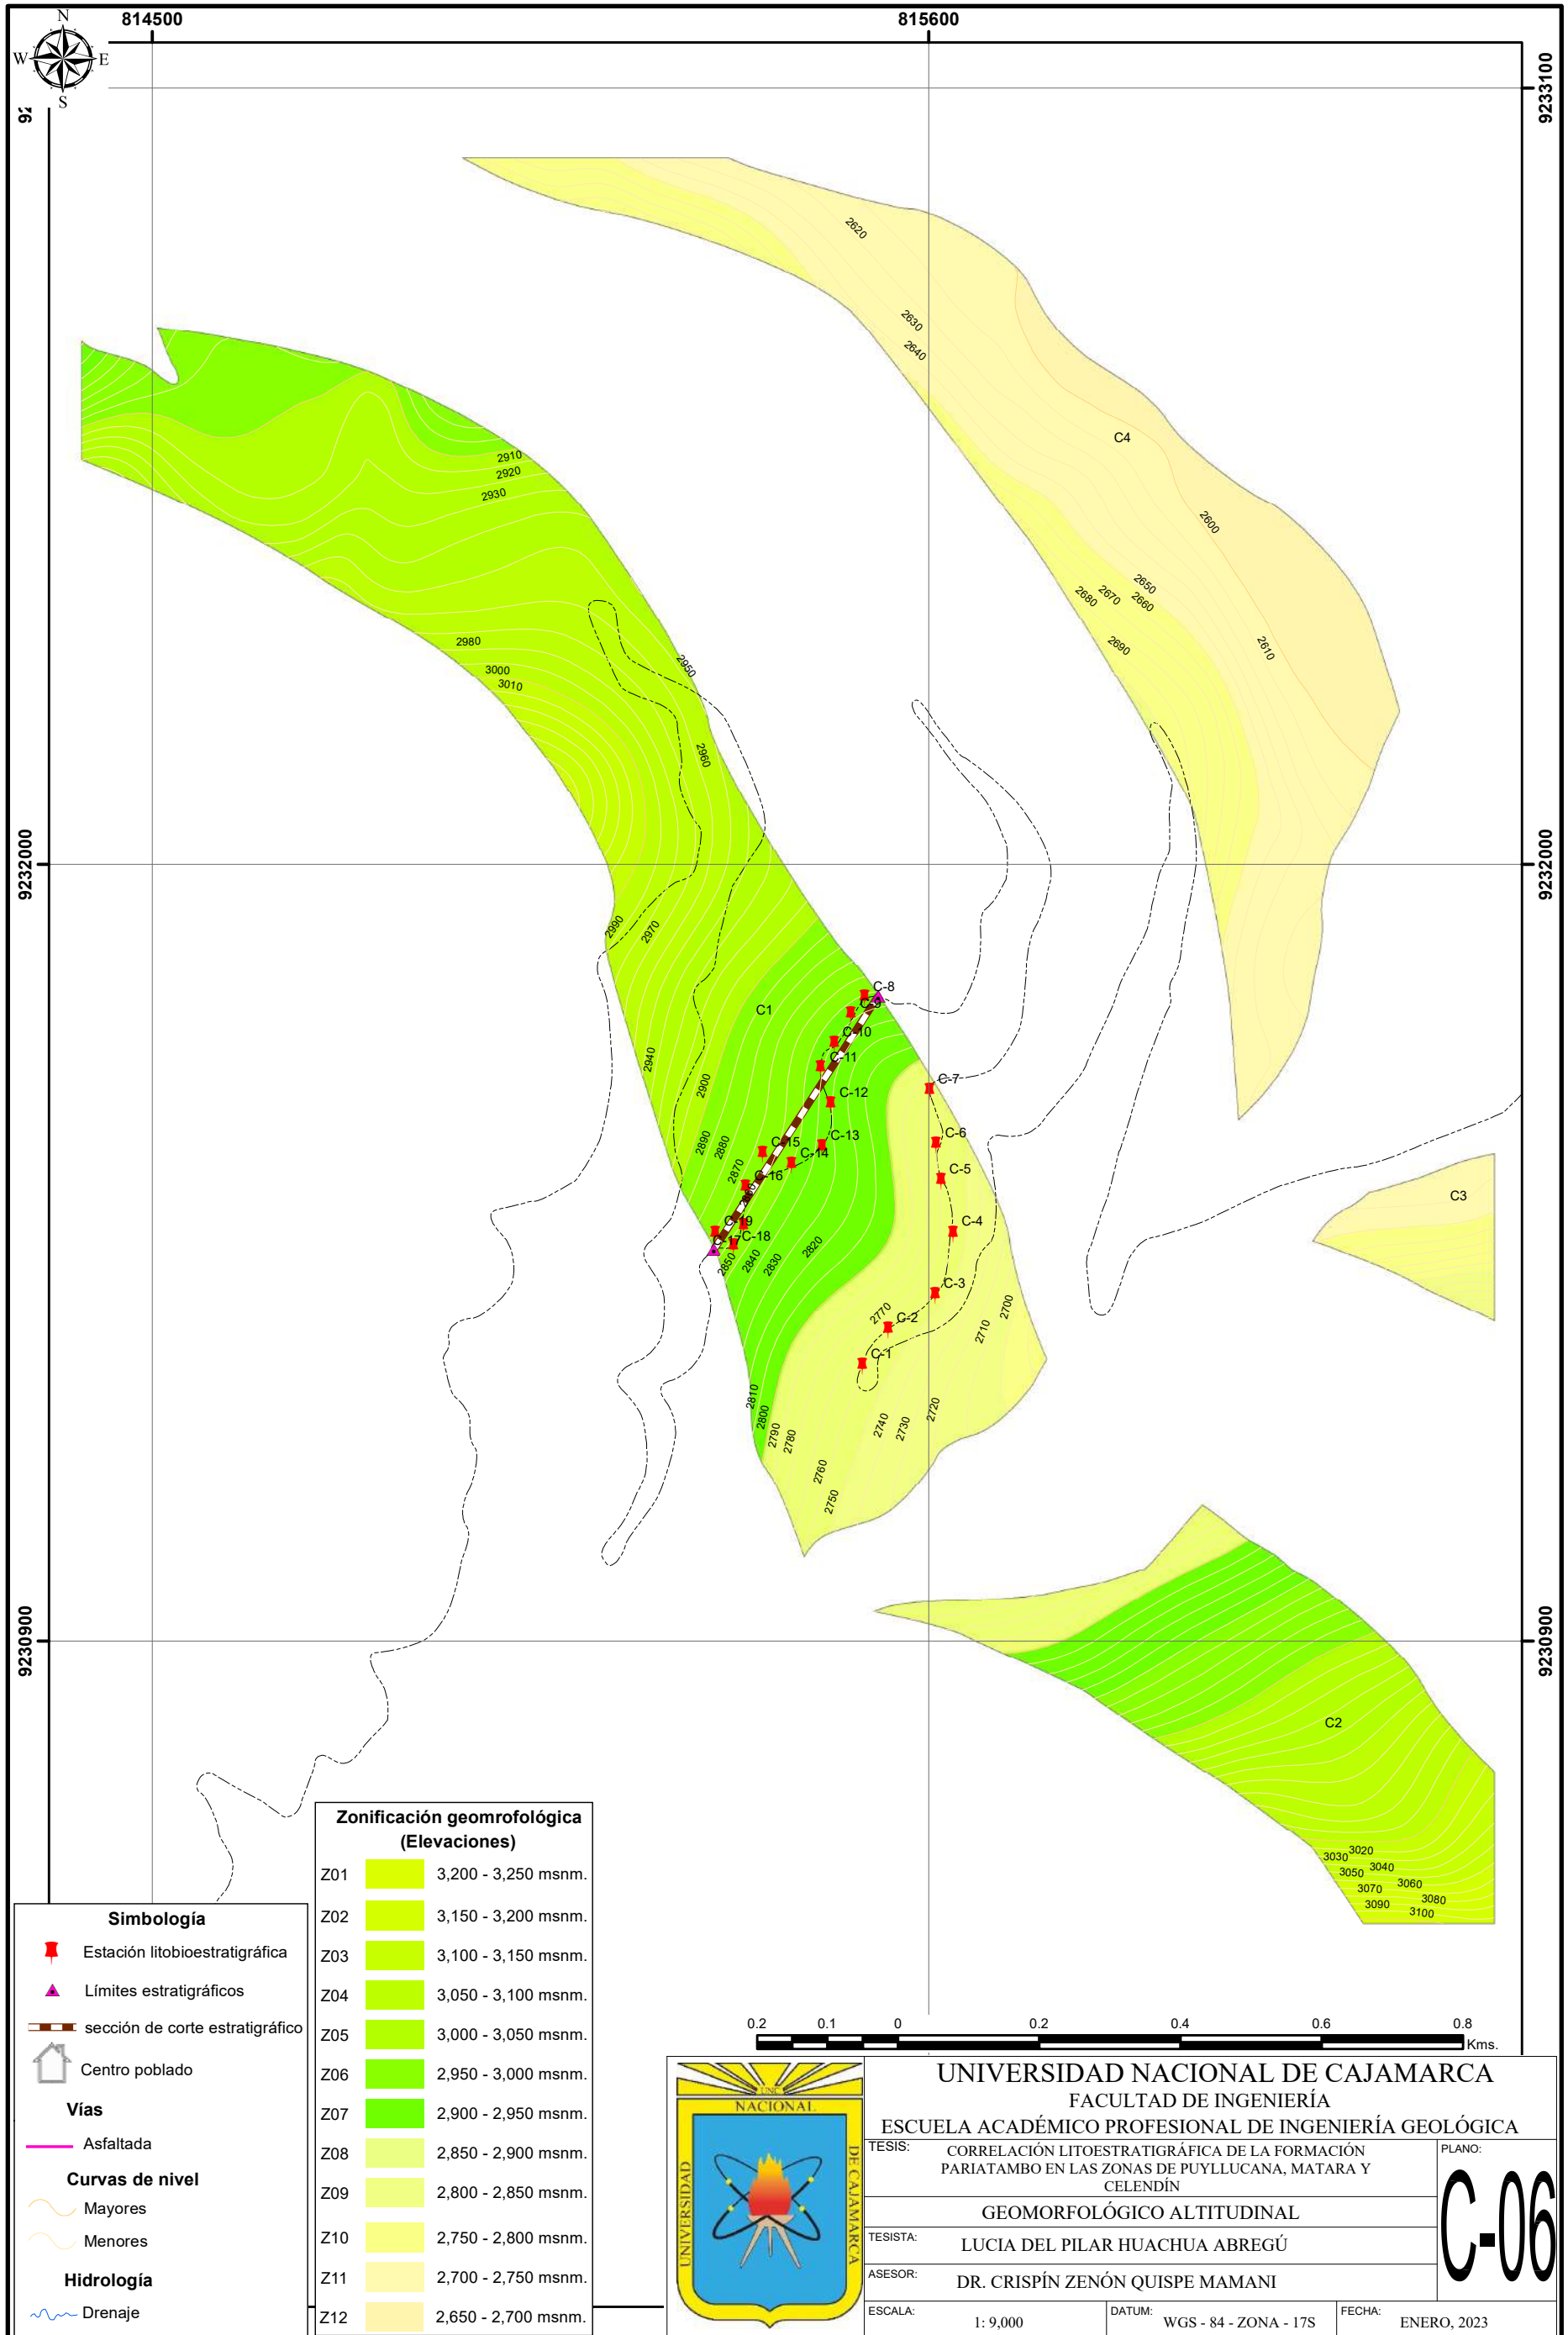 814500
815600
N
W
E
S
9233100
2620
2630
2640
C4
2910
2920
2930
2600
2650
2660
2670
2680
2690
2610
2980
3000
3010
2950
2960
9232000
9232000
2990
2970
C-8
C-9
C1
C-10
C-11
2940
2900
C-7
C-12
C-6
C-13
2890
2880
C-15
C-14
C-5
2870
C-16
C3
C-19
C-4
C-17
C-18
2850
2840
2830
2820
C-3
2770
C-2
2710
2700
C-1
2810
2800
2790
2780
2740
2730
2720
2760
2750
9230900
9230900
C2
3020
3030
3040
3050
3060
3070
3080
3090
3100
Zonificación geomrofológica
(Elevaciones)
Z01 3,200 - 3,250 msnm.
Z02 3,150 - 3,200 msnm.
Z03 3,100 - 3,150 msnm.
Z04 3,050 - 3,100 msnm.
Z05 3,000 - 3,050 msnm.
Z06 2,950 - 3,000 msnm.
Z07 2,900 - 2,950 msnm.
Z08 2,850 - 2,900 msnm.
Z09 2,800 - 2,850 msnm.
Z10 2,750 - 2,800 msnm.
Z11 2,700 - 2,750 msnm.
Z12 2,650 - 2,700 msnm.
Simbología
Estación litobioestratigráfica
Límites estratigráficos
sección de corte estratigráfico
Centro poblado
Vías
Asfaltada
Curvas de nivel
Mayores
Menores
Hidrología
Drenaje
0.2 0.1 0 0.2 0.4 0.6 0.8
Kms.
UNC
UNIVERSIDAD
NACIONAL
DE CAJAMARCA
UNIVERSIDAD NACIONAL DE CAJAMARCA
FACULTAD DE INGENIERÍA
ESCUELA ACADÉMICO PROFESIONAL DE INGENIERÍA GEOLÓGICA
TESIS: CORRELACIÓN LITOESTRATIGRÁFICA DE LA FORMACIÓN
PARIATAMBO EN LAS ZONAS DE PUYLLUCANA, MATARA Y
CELENDÍN
GEOMORFOLÓGICO ALTITUDINAL
TESISTA: LUCIA DEL PILAR HUACHUA ABREGÚ
ASESOR: DR. CRISPÍN ZENÓN QUISPE MAMANI
PLANO:
C-06
ESCALA: 1: 9,000
DATUM: WGS - 84 - ZONA - 17S
FECHA: ENERO, 2023